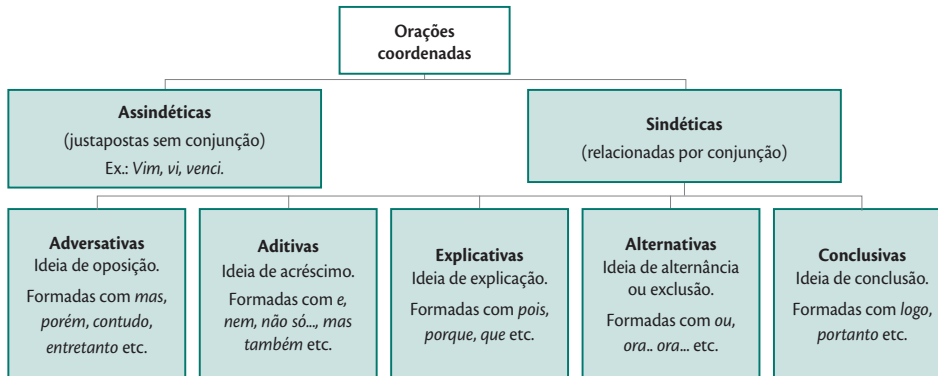 Orações
coordenadas
Assindéticas
(justapostas sem conjunção)
Ex.: Vim, vi, venci.
Sindéticas
(relacionadas por conjunção)
Adversativas
Ideia de oposição.
Formadas com mas,
porém, contudo,
entretanto etc.
Aditivas
Ideia de acréscimo.
Formadas com e,
nem, não só..., mas
também etc.
Explicativas
Ideia de explicação.
Formadas com pois,
porque, que etc.
Alternativas
Ideia de alternância
ou exclusão.
Formadas com ou,
ora.. ora... etc.
Conclusivas
Ideia de conclusão.
Formadas com logo,
portanto etc.